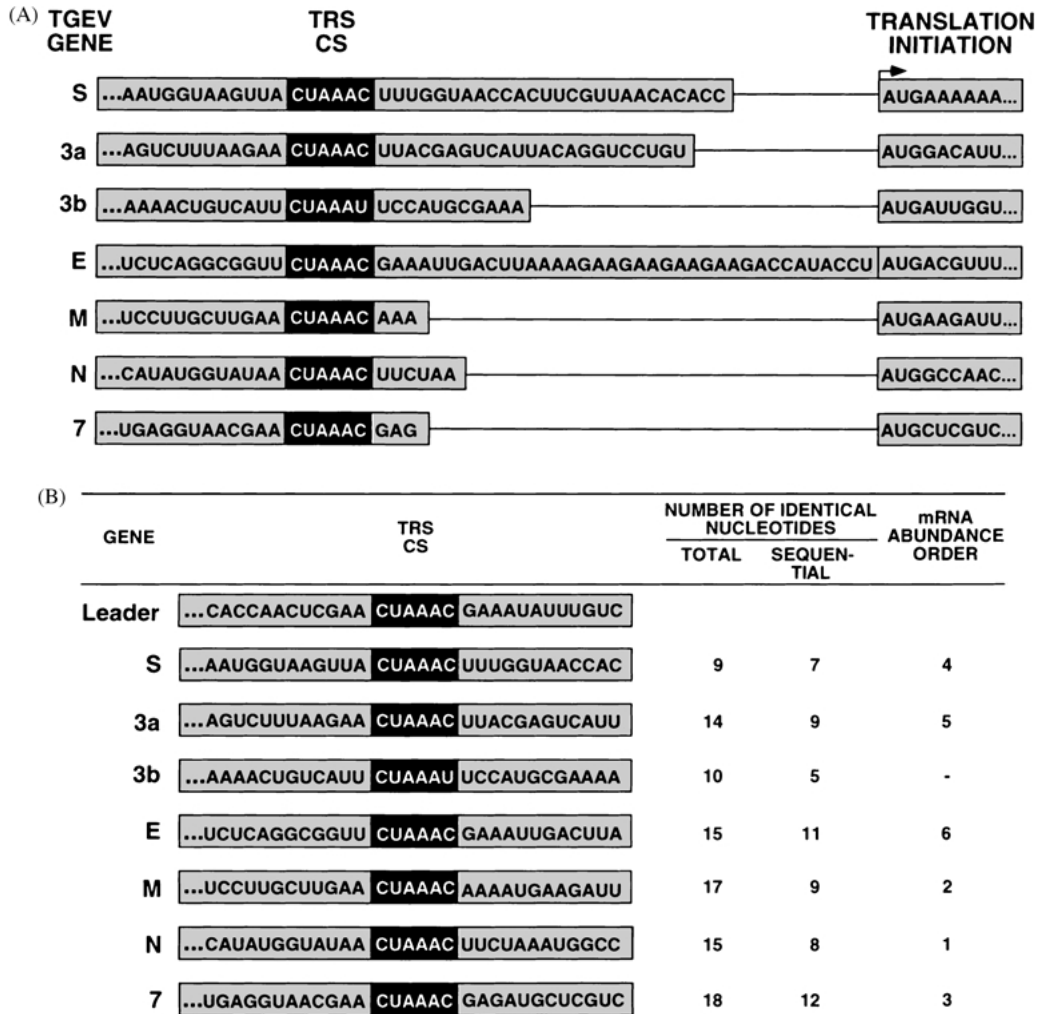 (A) TGEV GENE TRS CS TRANSLATION INITIATION
S ...AAUGGUAAGUUA CUAAAC UUUGGUAACCACUUCGUUAACACACC AUGAAAAAA...
3a ...AGUCUUUAAGAA CUAAAC UUACGAGUCAUUACAGGUCCUGU AUGGACAUU...
3b ...AAAACUGUCAUU CUAAAU UCCAUGCGAAA AUGAUUGGU...
E ...UCUCAGGCGGUU CUAAAC GAAAUUGACUUAAAAGAAGAAGAAGAAGACCAUACCU AUGACGUUU...
M ...UCCUUGCUUGAA CUAAAC AAA AUGAAGAUU...
N ...CAUAUGGUAUAA CUAAAC UUCUAA AUGGCCAAC...
7 ...UGAGGUAACGAA CUAAAC GAG AUGCUCGUC...
(B) GENE TRS CS NUMBER OF IDENTICAL NUCLEOTIDES TOTAL SEQUEN-TIAL mRNA ABUNDANCE ORDER
Leader ...CACCAACUCGAA CUAAAC GAAAUAUUUGUC
S ...AAUGGUAAGUUA CUAAAC UUUGGUAACCAC 9 7 4
3a ...AGUCUUUAAGAA CUAAAC UUACGAGUCAUU 14 9 5
3b ...AAAACUGUCAUU CUAAAU UCCAUGCGAAAA 10 5 -
E ...UCUCAGGCGGUU CUAAAC GAAAUUGACUUA 15 11 6
M ...UCCUUGCUUGAA CUAAAC AAAAUGAAGAUU 17 9 2
N ...CAUAUGGUAUAA CUAAAC UUCUAAAUGGCC 15 8 1
7 ...UGAGGUAACGAA CUAAAC GAGAUGCUCGUC 18 12 3